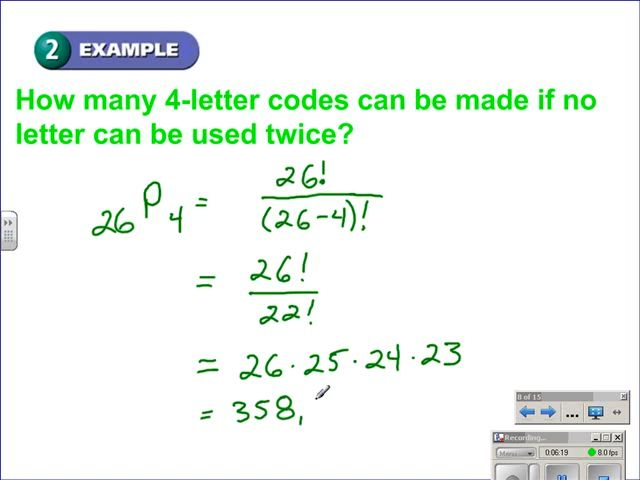 2 EXAMPLE
How many 4-letter codes can be made if no
letter can be used twice?
26P4 = 26!/(26-4)!
= 26!/22!
= 26·25·24·23
= 358,
8 of 15
...
Recording...
Menu
0:06:19
8.0 fps